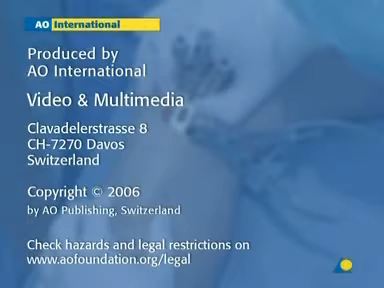 AO International
Produced by
AO International
Video & Multimedia
Clavadelerstrasse 8
CH-7270 Davos
Switzerland
Copyright © 2006
by AO Publishing, Switzerland
Check hazards and legal restrictions on
www.aofoundation.org/legal